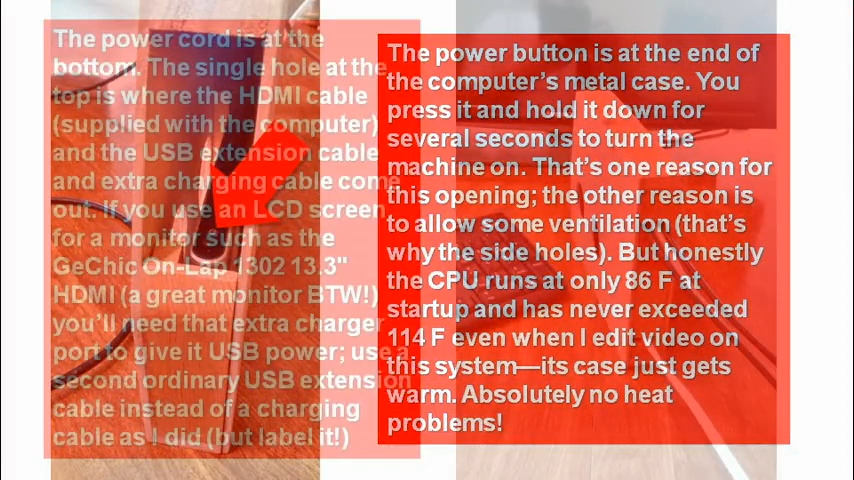 The power cord is at the
bottom. The single hole at the
top is where the HDMI cable
(supplied with the computer)
and the USB extension cable
and extra charging cable come
out. If you use an LCD screen
for a monitor such as the
GeChic On-Lap 1302 13.3"
HDMI (a great monitor BTW!)
you'll need that extra charger
port to give it USB power; use a
second ordinary USB extension
cable instead of a charging
cable as I did (but label it!)
The power button is at the end of
the computer's metal case. You
press it and hold it down for
several seconds to turn the
machine on. That's one reason for
this opening; the other reason is
to allow some ventilation (that's
why the side holes). But honestly
the CPU runs at only 86 F at
startup and has never exceeded
114 F even when I edit video on
this system—its case just gets
warm. Absolutely no heat
problems!